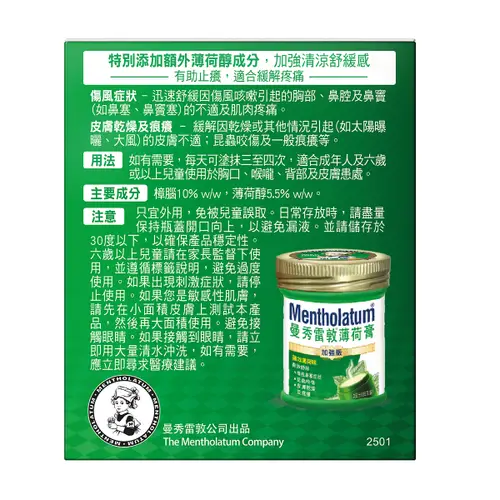 特別添加額外薄荷醇成分，加強清涼舒緩感
有助止癢，適合緩解疼痛
傷風症狀 - 迅速舒緩因傷風咳嗽引起的胸部、鼻腔及鼻竇
(如鼻塞、鼻竇塞)的不適及肌肉疼痛。
皮膚乾燥及痕癢 - 緩解因乾燥或其他情況引起(如太陽曝
曬、大風)的皮膚不適；昆蟲咬傷及一般痕癢等。
用法 如有需要，每天可塗抹三至四次，適合成年人及六歲
或以上兒童使用於胸口、喉嚨、背部及皮膚患處。
主要成分 樟腦10% w/w，薄荷醇5.5% w/w。
注意 只宜外用，免被兒童誤取。日常存放時，請盡量
保持瓶蓋開口向上，以避免漏液。並請儲存於
30度以下，以確保產品穩定性。
六歲或以上兒童請在家長監督下使
用，並遵循標籤說明，避免過度
使用。如果出現刺激症狀，請停
止使用。如果您是敏感性肌膚，
請先在小面積皮膚上測試本產
品，然後再大面積使用。避免接
觸眼睛。如果接觸到眼睛，請立
即用大量清水沖洗，如有需要，
應立即尋求醫療建議。
Mentholatum
曼秀雷敦薄荷膏
加強版
MENTHOLATUM · MENTHOLATUM · MENTHOLATUM
曼秀雷敦公司出品
The Mentholatum Company
2501